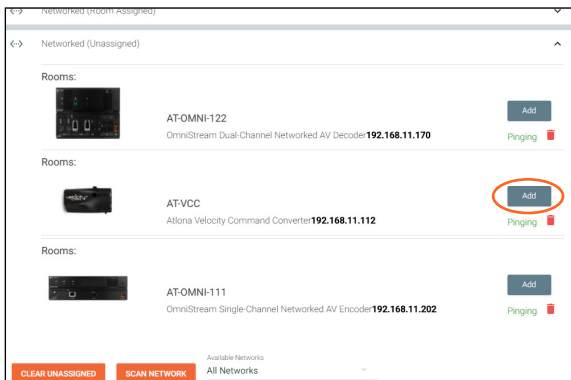 Networked (Room Assigned)
Networked (Unassigned)
Rooms:
AT-OMNI-122
Add
OmniStream Dual-Channel Networked AV Decoder192.168.11.170
Pinging
Rooms:
velocity
AT-VCC
Add
Atlona Velocity Command Converter192.168.11.112
Pinging
Rooms:
AT-OMNI-111
Add
OmniStream Single-Channel Networked AV Encoder192.168.11.202
Pinging
Available Networks
CLEAR UNASSIGNED
SCAN NETWORK
All Networks